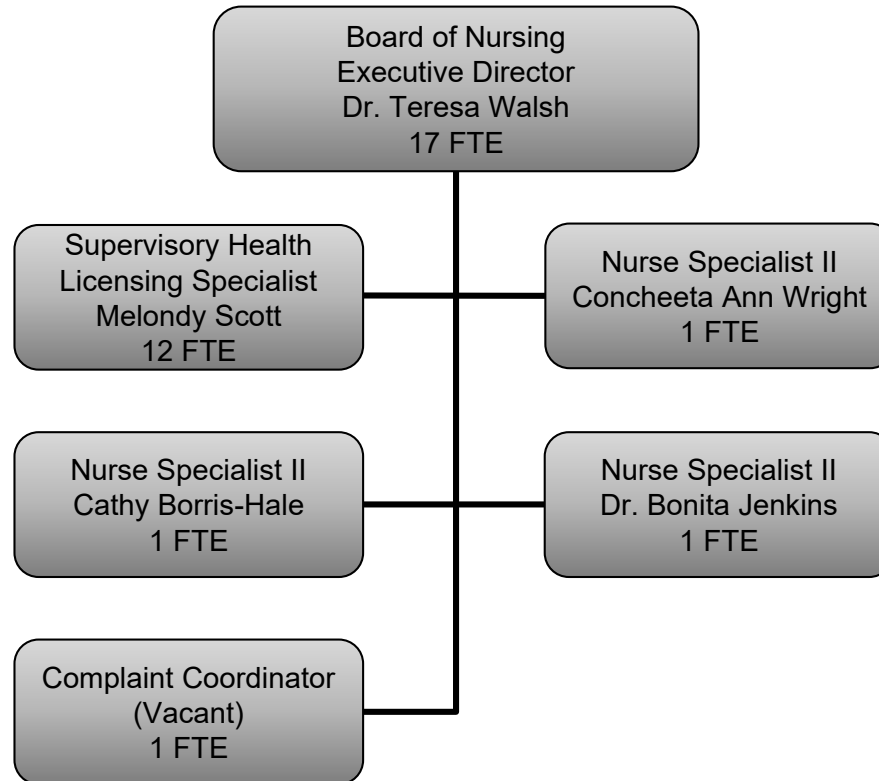 Board of Nursing
Executive Director
Dr. Teresa Walsh
17 FTE
Supervisory Health
Licensing Specialist
Melondy Scott
12 FTE
Nurse Specialist II
Concheeta Ann Wright
1 FTE
Nurse Specialist II
Cathy Borris-Hale
1 FTE
Nurse Specialist II
Dr. Bonita Jenkins
1 FTE
Complaint Coordinator
(Vacant)
1 FTE